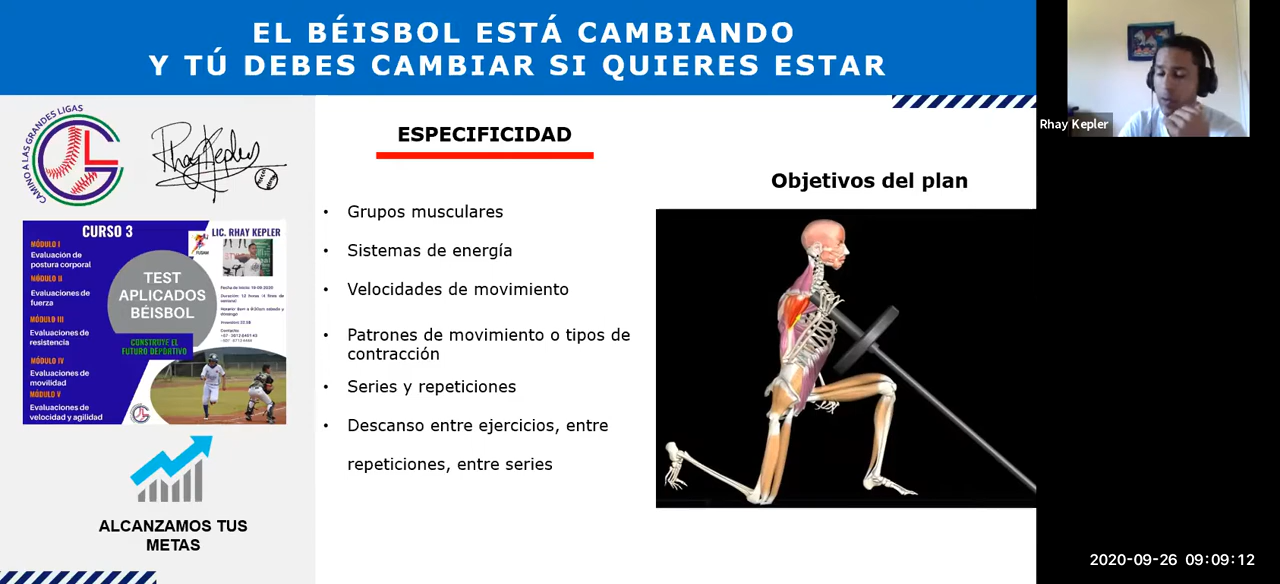 EL BÉISBOL ESTÁ CAMBIANDO
Y TÚ DEBES CAMBIAR SI QUIERES ESTAR
CAMINO A LAS GRANDES LIGAS
Rhay Kepler
CURSO 3
MÓDULO I
Evaluación de
postura corporal
MÓDULO II
Evaluaciones de
fuerza
MÓDULO III
Evaluaciones de
resistencia
MÓDULO IV
Evaluaciones de
movilidad
MÓDULO V
Evaluaciones de
velocidad y agilidad
TEST
APLICADOS
BÉISBOL
CONSTRUYE EL
FUTURO DEPORTIVO
LIC. RHAY KEPLER
ALCANZAMOS TUS
METAS
ESPECIFICIDAD
• Grupos musculares
• Sistemas de energía
• Velocidades de movimiento
• Patrones de movimiento o tipos de
contracción
• Series y repeticiones
• Descanso entre ejercicios, entre
repeticiones, entre series
Objetivos del plan
Rhay Kepler
2020-09-26 09:09:12